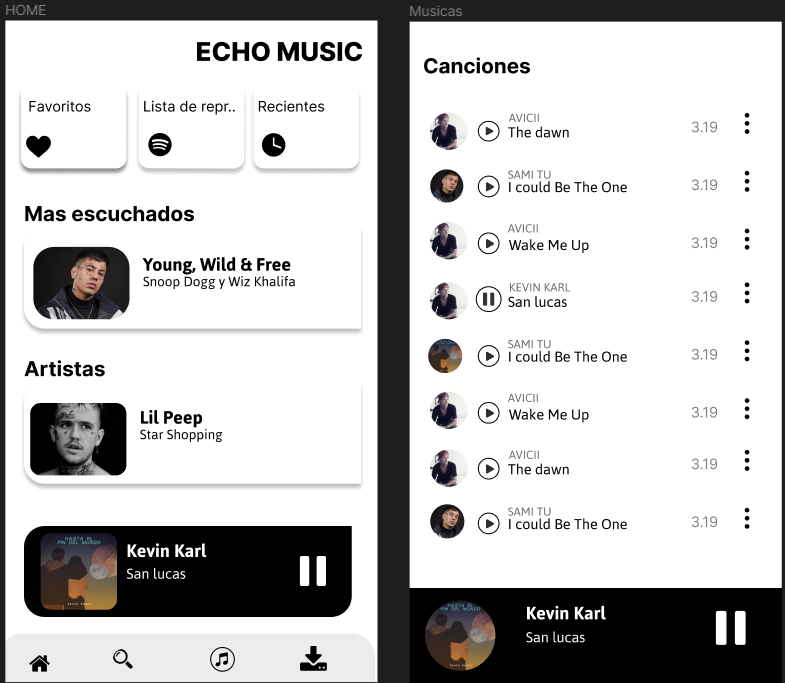 HOME
ECHO MUSIC
Favoritos
Lista de repr..
Recientes
Mas escuchados
Young, Wild & Free
Snoop Dogg y Wiz Khalifa
Artistas
Lil Peep
Star Shopping
HASTA EL
FIN DEL MUNDO
Kevin Karl
Kevin Karl
San lucas
Musicas
Canciones
AVICII
The dawn
3.19
SAMI TU
I could Be The One
3.19
AVICII
Wake Me Up
3.19
KEVIN KARL
San lucas
3.19
SAMI TU
I could Be The One
3.19
AVICII
Wake Me Up
3.19
AVICII
The dawn
3.19
SAMI TU
I could Be The One
3.19
HASTA EL
FIN DEL MUNDO
Kevin Karl
Kevin Karl
San lucas